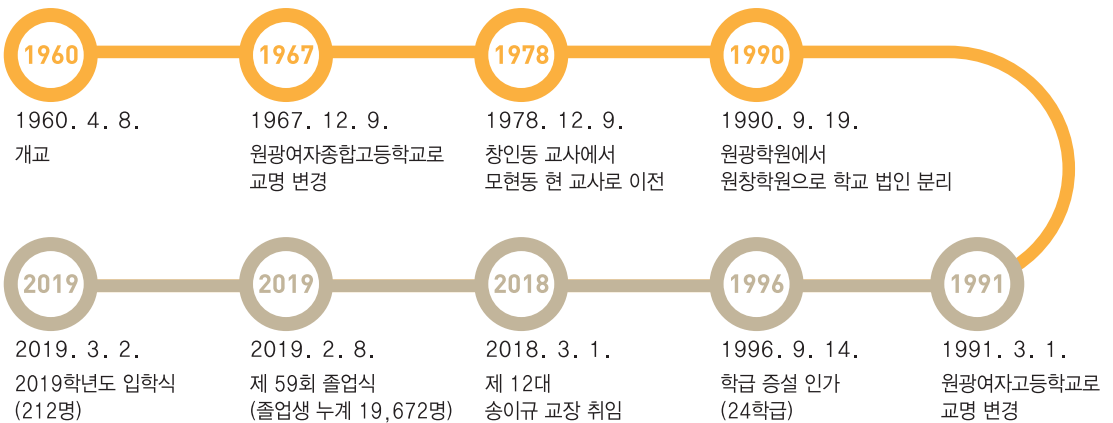 1960
1960. 4. 8.
개교
1967
1967. 12. 9.
원광여자종합고등학교로
교명 변경
1978
1978. 12. 9.
창인동 교사에서
모현동 현 교사로 이전
1990
1990. 9. 19.
원광학원에서
원창학원으로 학교 법인 분리
1991
1991. 3. 1.
원광여자고등학교로
교명 변경
1996
1996. 9. 14.
학급 증설 인가
(24학급)
2018
2018. 3. 1.
제 12대
송이규 교장 취임
2019
2019. 2. 8.
제 59회 졸업식
(졸업생 누계 19,672명)
2019
2019. 3. 2.
2019학년도 입학식
(212명)